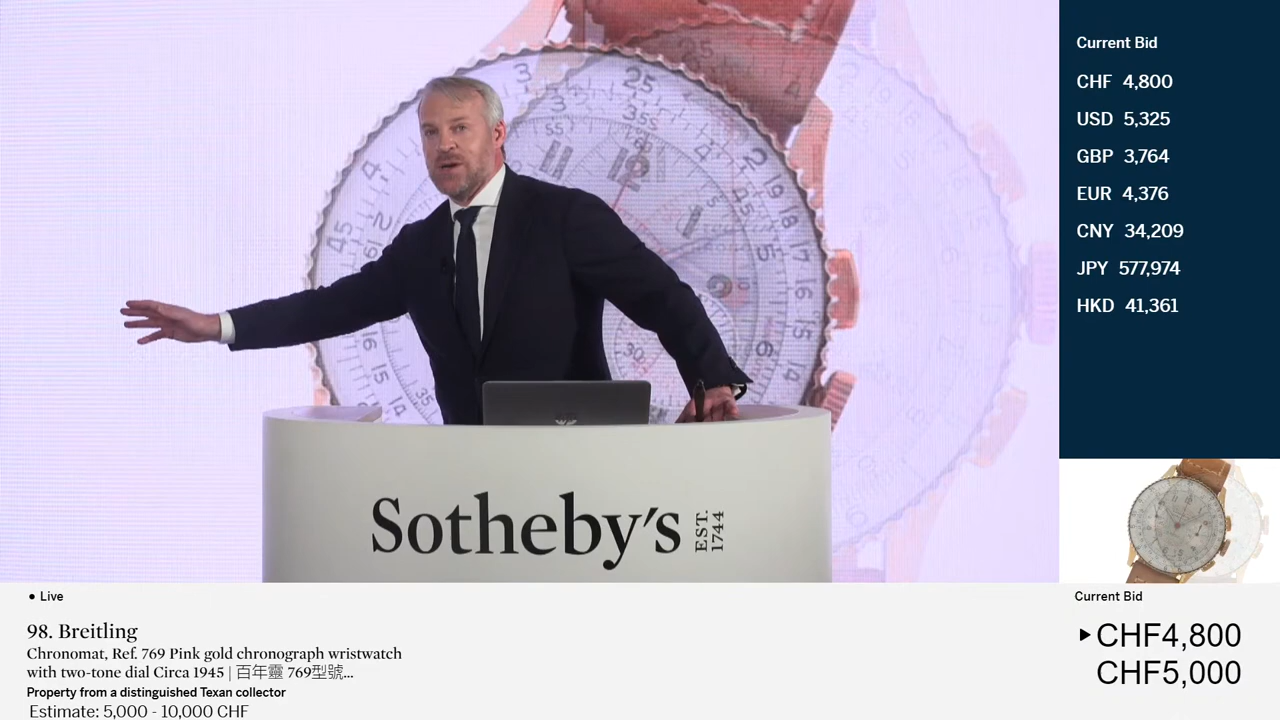 Current Bid
CHF 4,800
USD 5,325
GBP 3,764
EUR 4,376
CNY 34,209
JPY 577,974
HKD 41,361
Sotheby's EST. 1744
• Live
98. Breitling
Chronomat, Ref. 769 Pink gold chronograph wristwatch
with two-tone dial Circa 1945 | 百年靈 769型號...
Property from a distinguished Texan collector
Estimate: 5,000 - 10,000 CHF
Current Bid
CHF4,800
CHF5,000